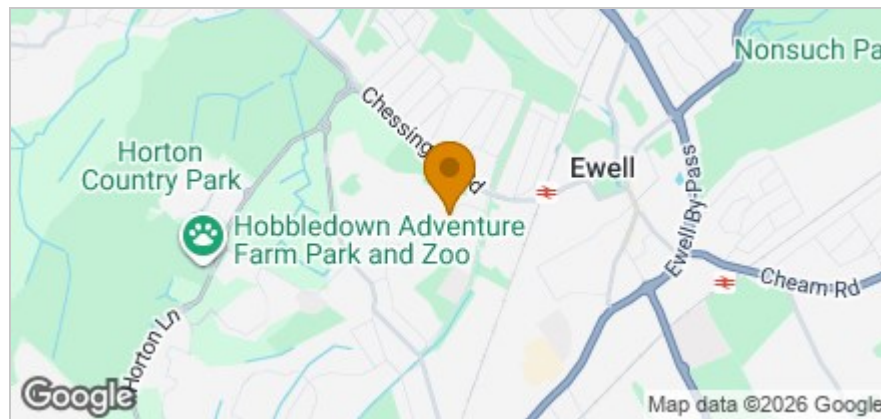 Nonsuch Pa
Chessing
d
Horton
Country Park
Ewell
Hobbledown Adventure
Farm Park and Zoo
Ewell By-Pass
Cheam Rd
Horton Ln
Google
Map data ©2026 Google